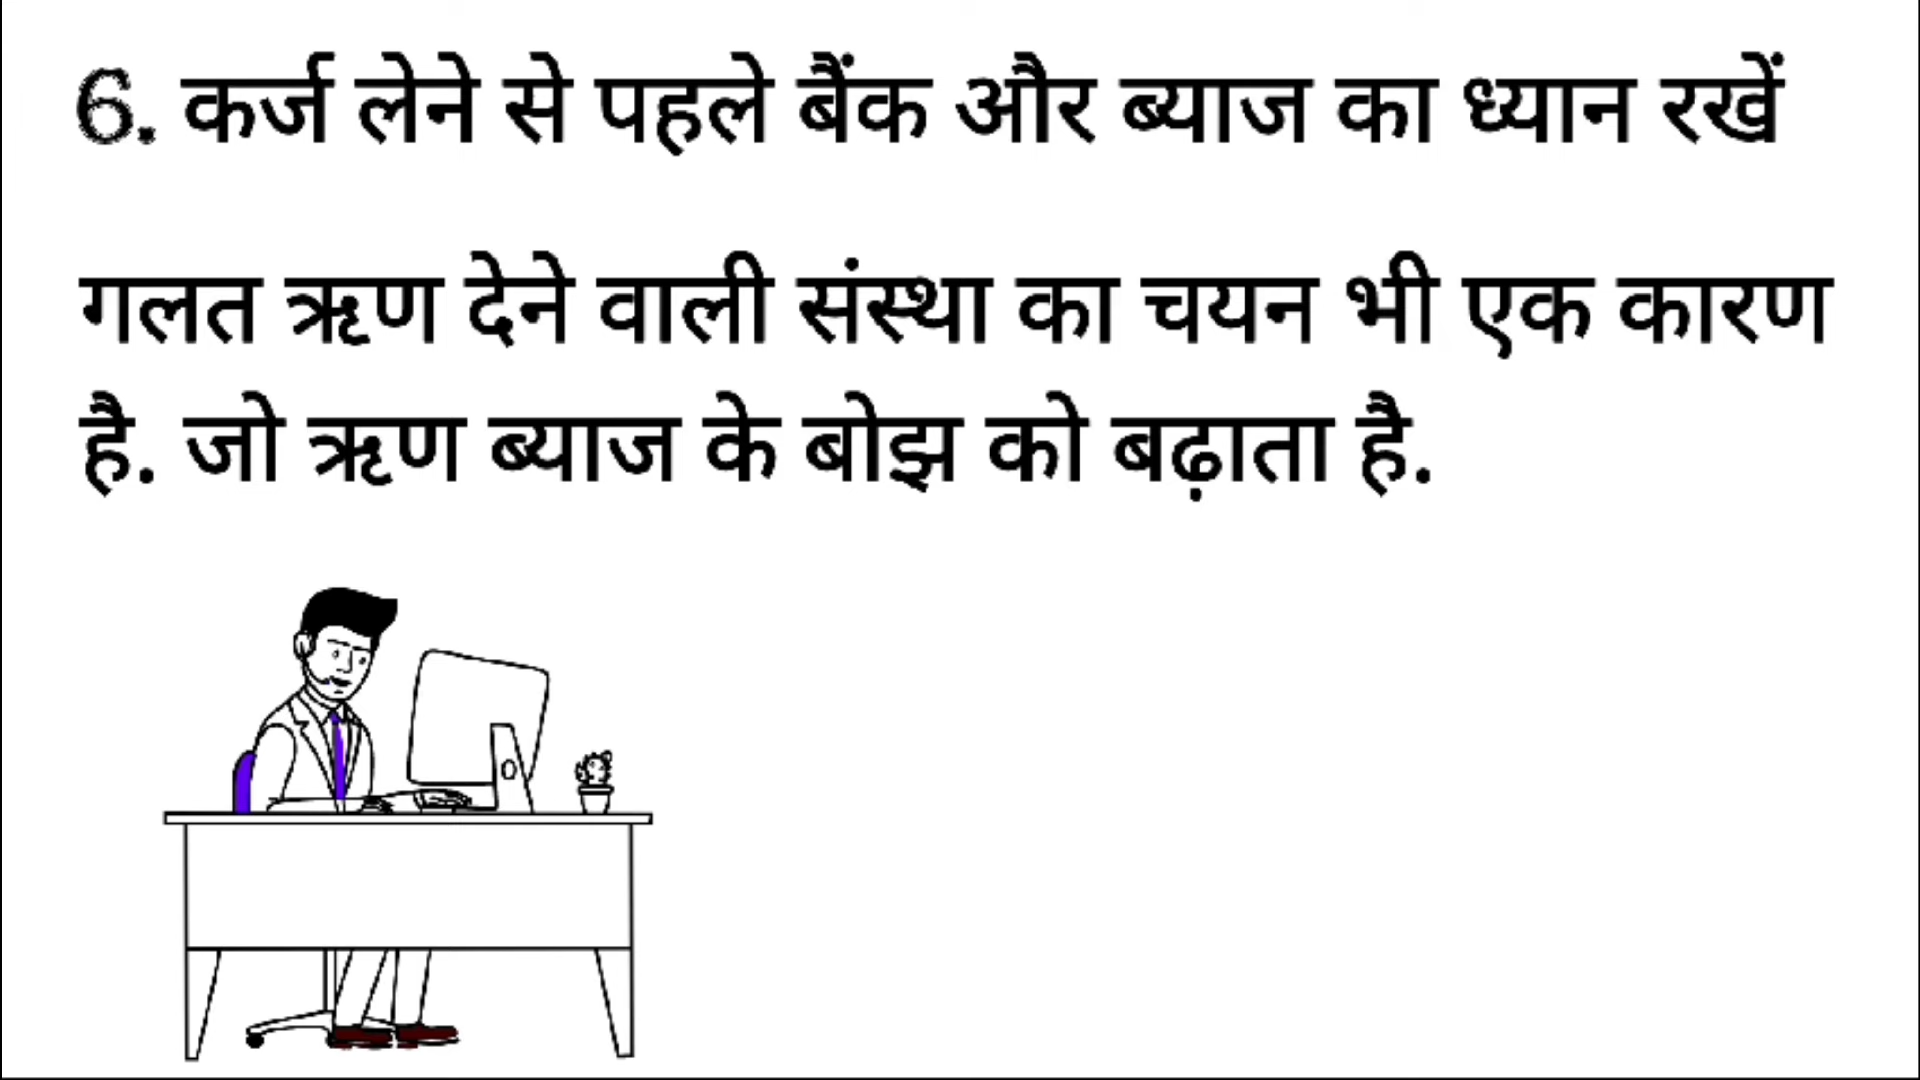 6. कर्ज लेने से पहले बैंक और ब्याज का ध्यान रखें
गलत ऋण देने वाली संस्था का चयन भी एक कारण
है. जो ऋण ब्याज के बोझ को बढ़ाता है.